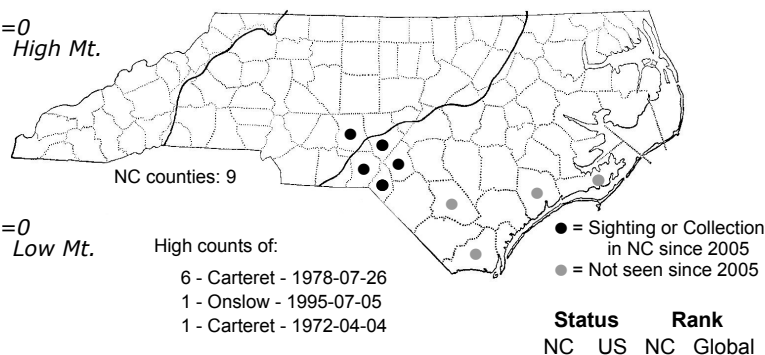 =0
High Mt.
NC counties: 9
=0
Low Mt.
High counts of:
6 - Carteret - 1978-07-26
1 - Onslow - 1995-07-05
1 - Carteret - 1972-04-04
= Sighting or Collection
in NC since 2005
= Not seen since 2005
Status Rank
NC US NC Global